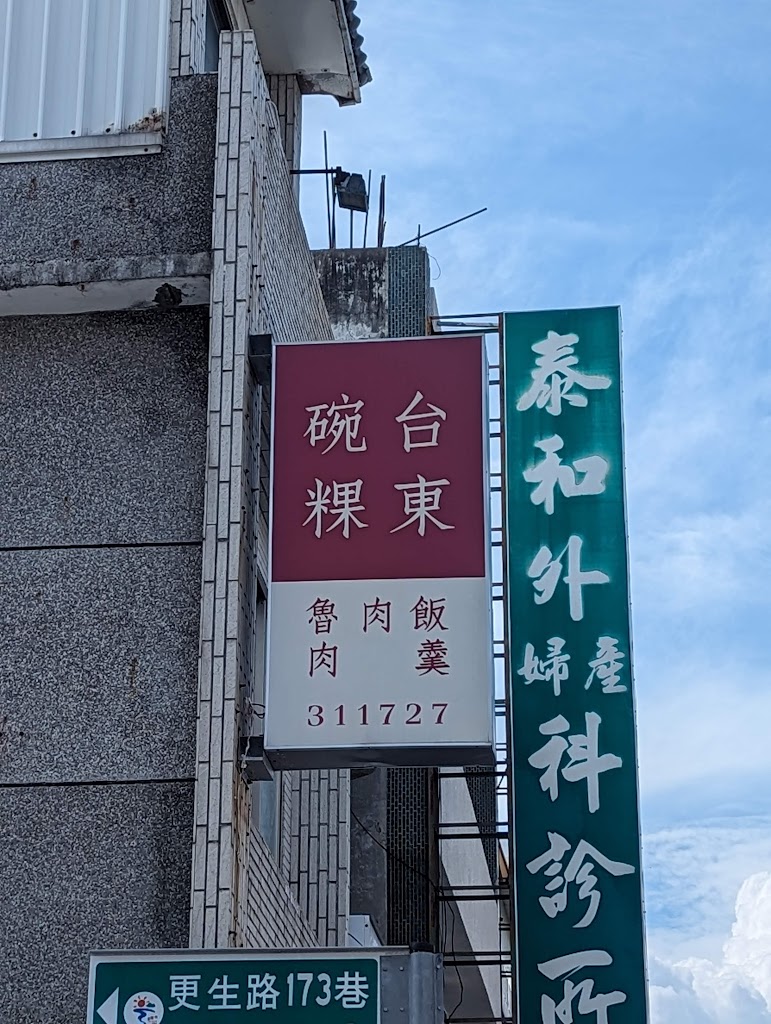 台東
碗粿
魯肉飯
肉羹
311727
泰和外婦產科診所
更生路173巷